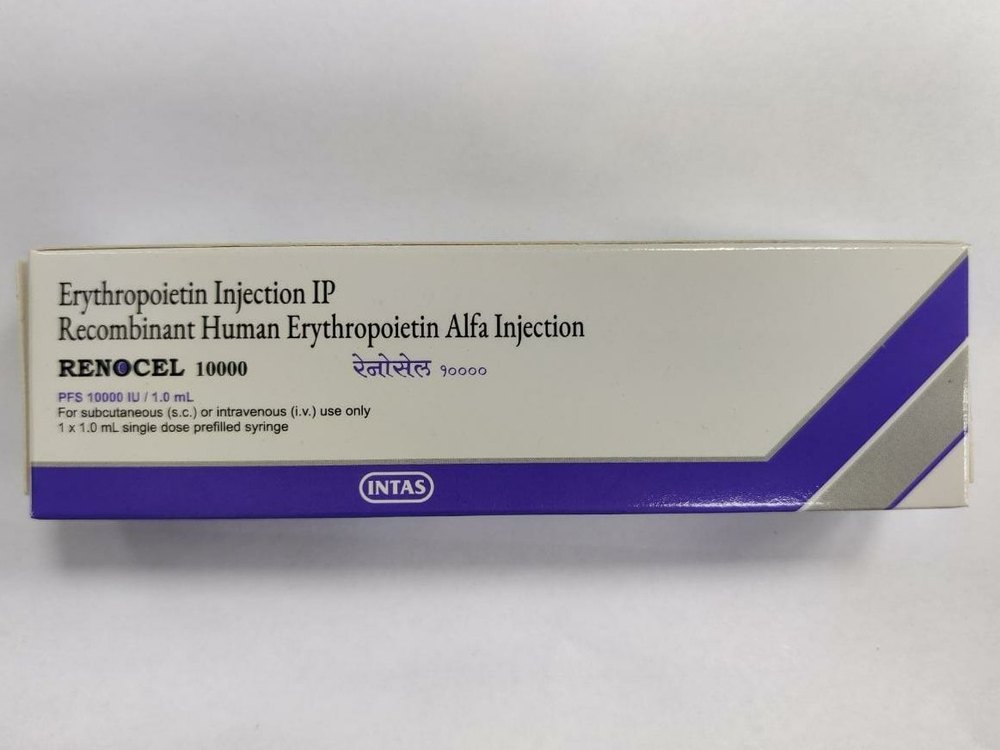 Erythropoietin Injection IP
Recombinant Human Erythropoietin Alfa Injection
RENOCEL 10000 रेनोसेल १००००
PFS 10000 IU / 1.0 mL
For subcutaneous (s.c.) or intravenous (i.v.) use only
1 x 1.0 mL single dose prefilled syringe
INTAS